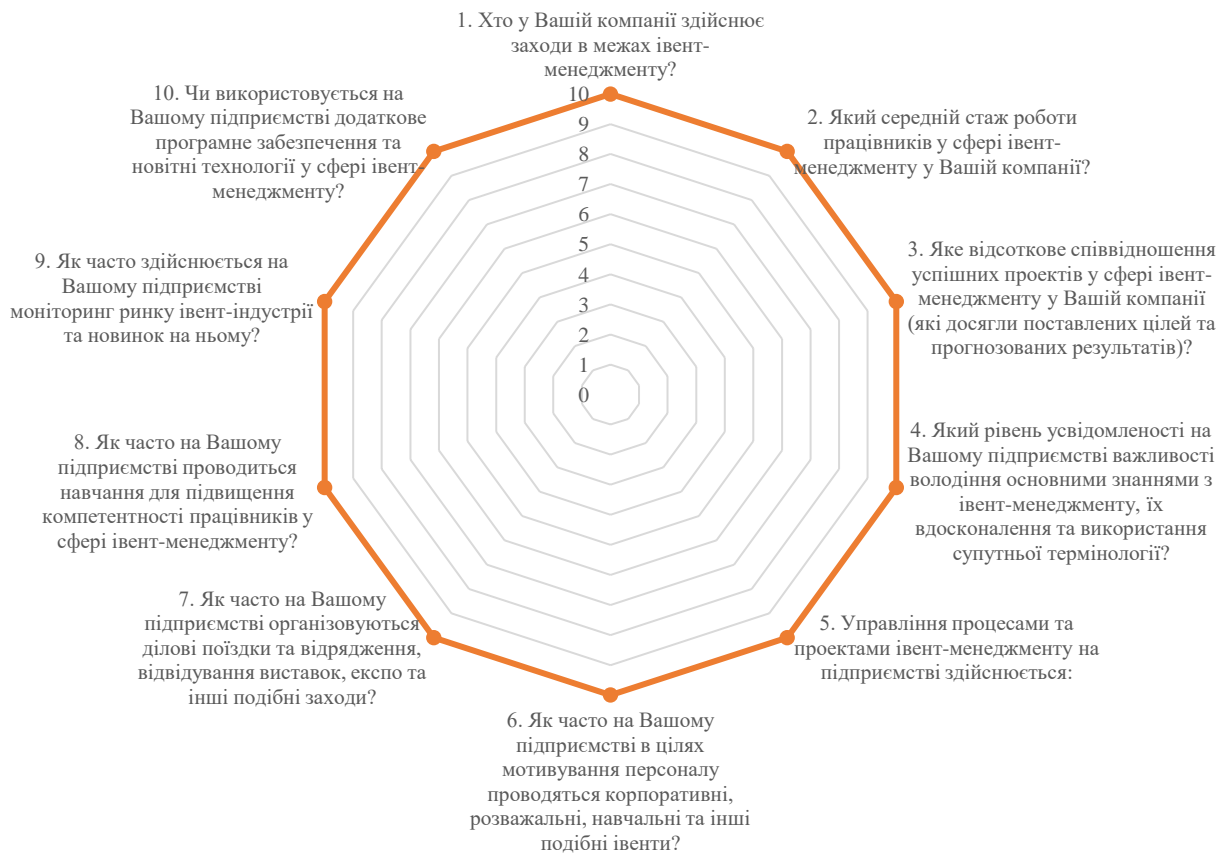 1. Хто у Вашій компанії здійснює
заходи в межах івент-
менеджменту?
2. Який середній стаж роботи
працівників у сфері івент-
менеджменту у Вашій компанії?
3. Яке відсоткове співвідношення
успішних проектів у сфері івент-
менеджменту у Вашій компанії
(які досягли поставлених цілей та
прогнозованих результатів)?
4. Який рівень усвідомленості на
Вашому підприємстві важливості
володіння основними знаннями з
івент-менеджменту, їх
вдосконалення та використання
супутньої термінології?
5. Управління процесами та
проектами івент-менеджменту на
підприємстві здійснюється:
6. Як часто на Вашому
підприємстві в цілях
мотивування персоналу
проводяться корпоративні,
розважальні, навчальні та інші
подібні івенти?
7. Як часто на Вашому
підприємстві організовуються
ділові поїздки та відрядження,
відвідування виставок, експо та
інші подібні заходи?
8. Як часто на Вашому
підприємстві проводиться
навчання для підвищення
компетентності працівників у
сфері івент-менеджменту?
9. Як часто здійснюється на
Вашому підприємстві
моніторинг ринку івент-індустрії
та новинок на ньому?
10. Чи використовується на
Вашому підприємстві додаткове
програмне забезпечення та
новітні технології у сфері івент-
менеджменту?
10
9
8
7
6
5
4
3
2
1
0